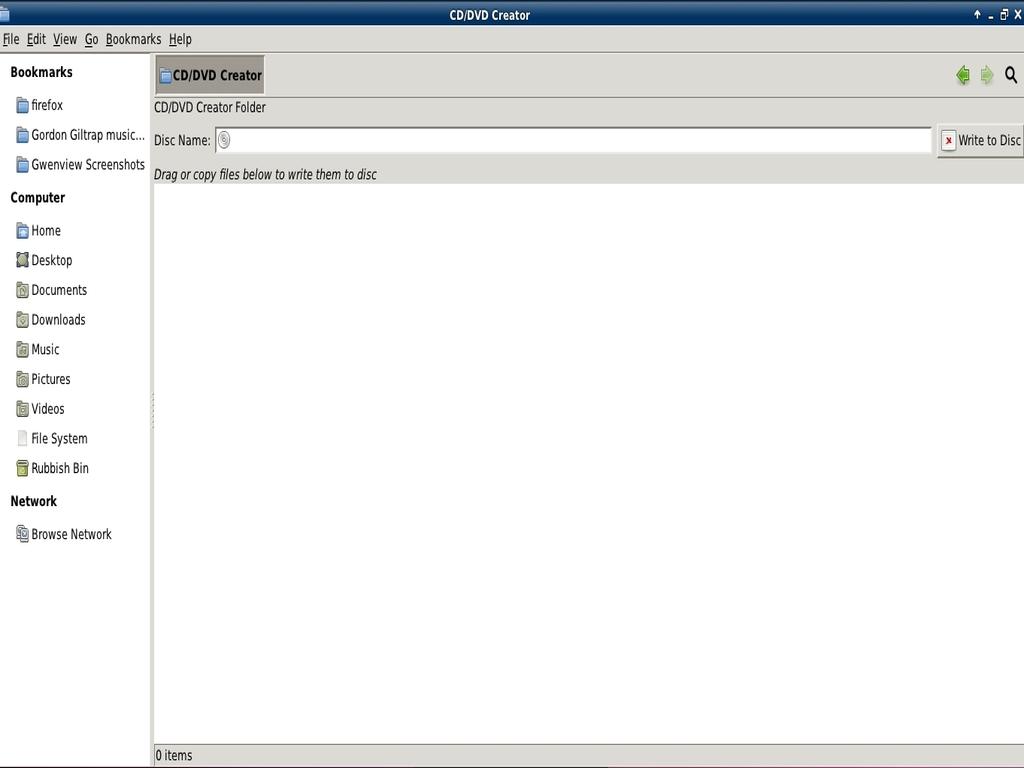 CD/DVD Creator
File Edit View Go Bookmarks Help
Bookmarks
firefox
Gordon Giltrap music...
Gwenview Screenshots
Computer
Home
Desktop
Documents
Downloads
Music
Pictures
Videos
File System
Rubbish Bin
Network
Browse Network
CD/DVD Creator
CD/DVD Creator Folder
Disc Name:
Write to Disc
Drag or copy files below to write them to disc
0 items